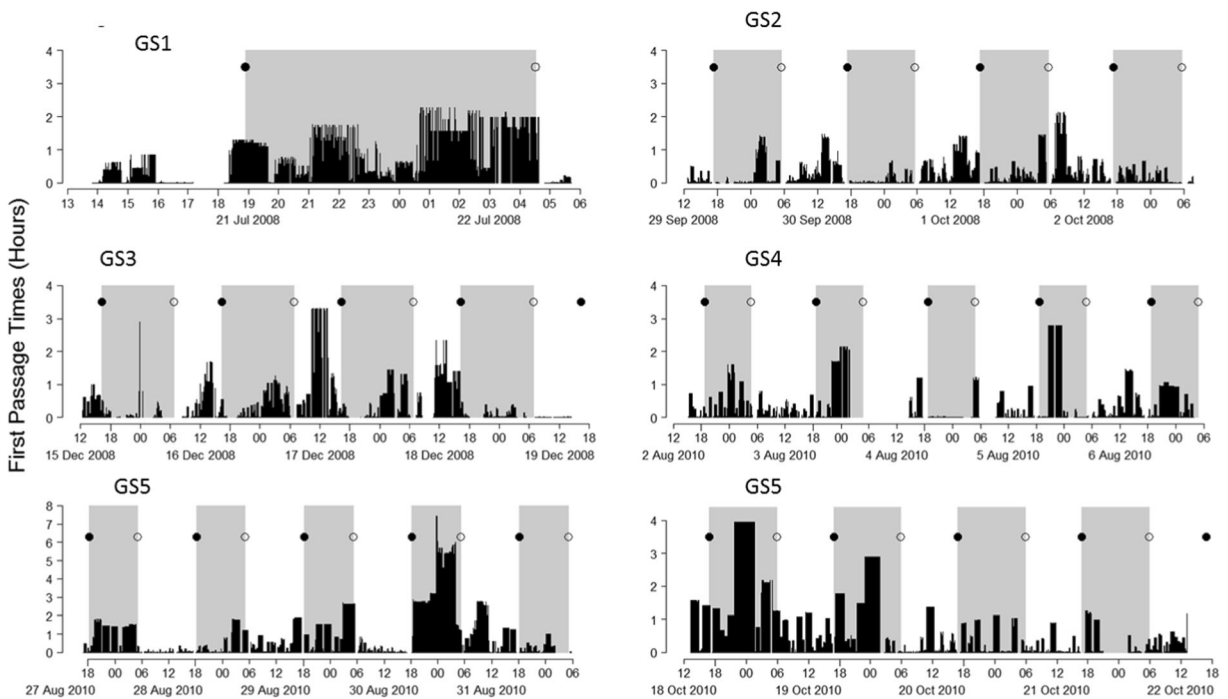 GS1
4
3
2
1
0
13 14 15 16 17 18 19 20 21 22 23 00 01 02 03 04 05 06
21 Jul 2008 22 Jul 2008
GS2
4
3
2
1
0
12 18 00 06 12 18 00 06 12 18 00 06 12 18 00 06
29 Sep 2008 30 Sep 2008 1 Oct 2008 2 Oct 2008
First Passage Times (Hours)
GS3
4
3
2
1
0
12 18 00 06 12 18 00 06 12 18 00 06 12 18 00 06 12 18
15 Dec 2008 16 Dec 2008 17 Dec 2008 18 Dec 2008 19 Dec 2008
GS4
4
3
2
1
0
12 18 00 06 12 18 00 06 12 18 00 06 12 18 00 06 12 18 00 06
2 Aug 2010 3 Aug 2010 4 Aug 2010 5 Aug 2010 6 Aug 2010
GS5
8
7
6
5
4
3
2
1
0
18 00 06 12 18 00 06 12 18 00 06 12 18 00 06 12 18 00 06
27 Aug 2010 28 Aug 2010 29 Aug 2010 30 Aug 2010 31 Aug 2010
GS5
4
3
2
1
0
12 18 00 06 12 18 00 06 12 18 00 06 12 18 00 06 12 18
18 Oct 2010 19 Oct 2010 20 Oct 2010 21 Oct 2010 22 Oct 2010